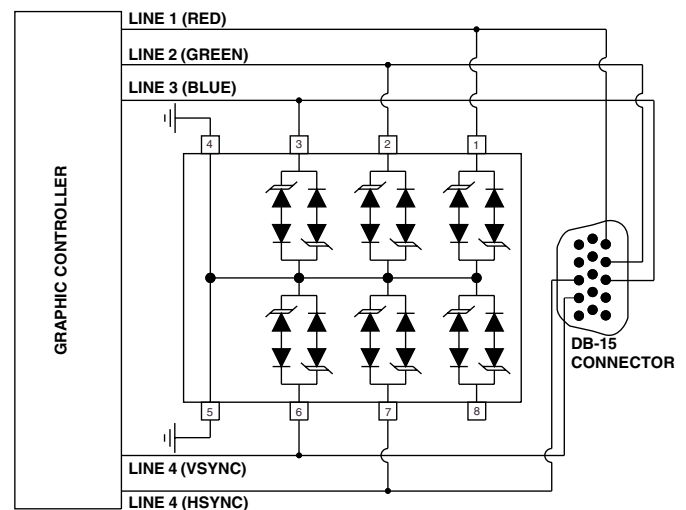 LINE 1 (RED)
LINE 2 (GREEN)
LINE 3 (BLUE)
4 3 2 1
GRAPHIC CONTROLLER
DB-15
CONNECTOR
5 6 7 8
LINE 4 (VSYNC)
LINE 4 (HSYNC)